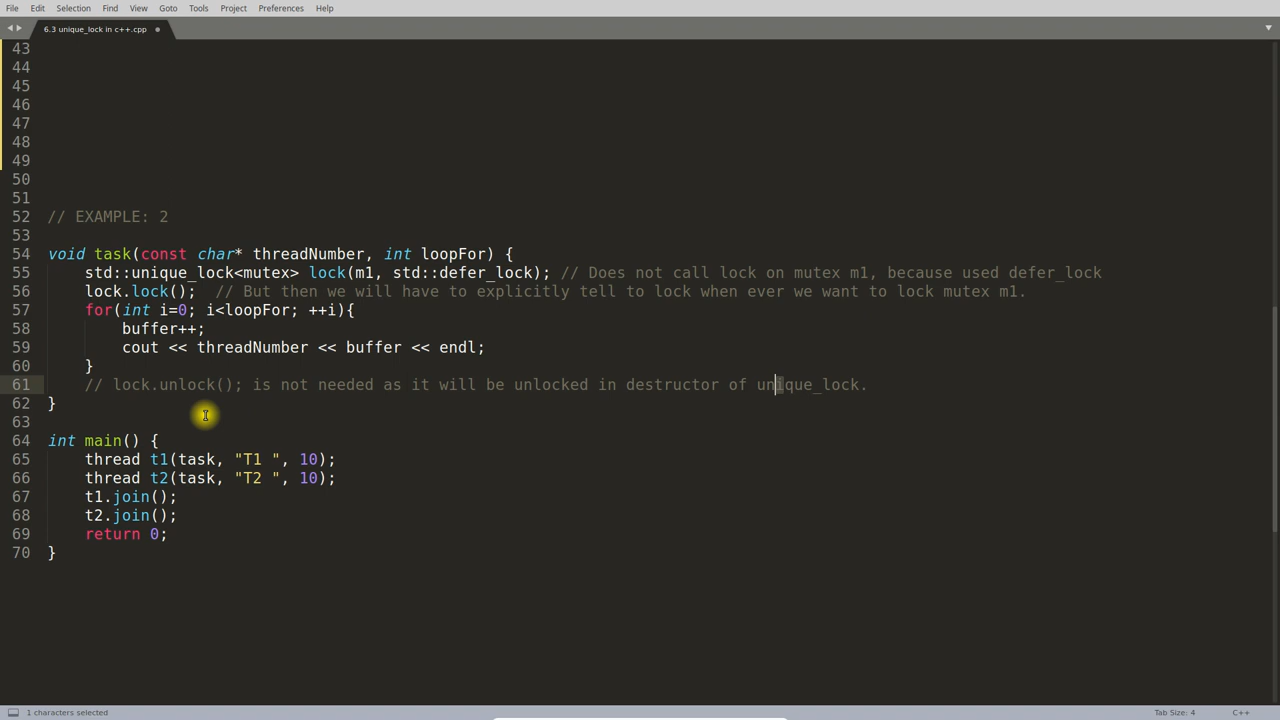 File Edit Selection Find View Goto Tools Project Preferences Help
6.3 unique_lock in c++.cpp
43
44
45
46
47
48
49
50
51
52 // EXAMPLE: 2
53
54 void task(const char* threadNumber, int loopFor) {
55 std::unique_lock<mutex> lock(m1, std::defer_lock); // Does not call lock on mutex m1, because used defer_lock
56 lock.lock(); // But then we will have to explicitly tell to lock when ever we want to lock mutex m1.
57 for(int i=0; i<loopFor; ++i){
58 buffer++;
59 cout << threadNumber << buffer << endl;
60 }
61 // lock.unlock(); is not needed as it will be unlocked in destructor of unique_lock.
62 }
63
64 int main() {
65 thread t1(task, "T1 ", 10);
66 thread t2(task, "T2 ", 10);
67 t1.join();
68 t2.join();
69 return 0;
70 }
1 characters selected Tab Size: 4 C++